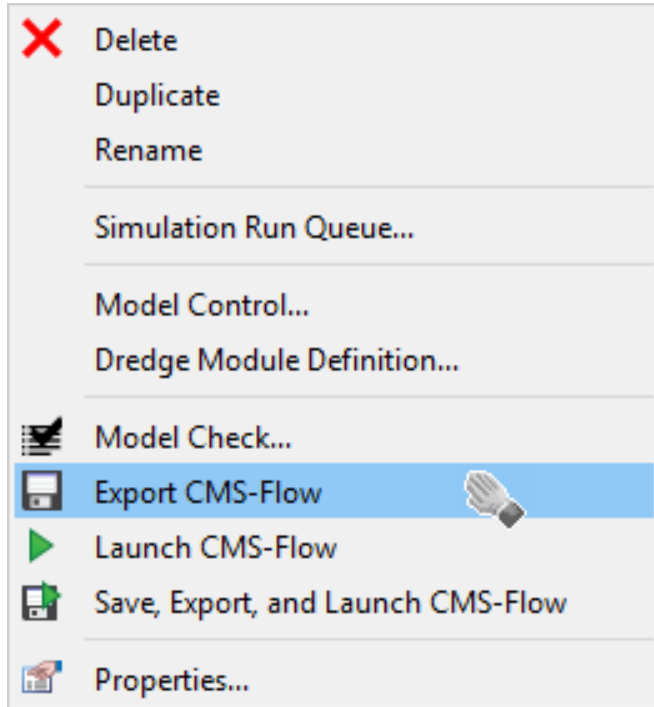 Delete
Duplicate
Rename
Simulation Run Queue...
Model Control...
Dredge Module Definition...
Model Check...
Export CMS-Flow
Launch CMS-Flow
Save, Export, and Launch CMS-Flow
Properties...